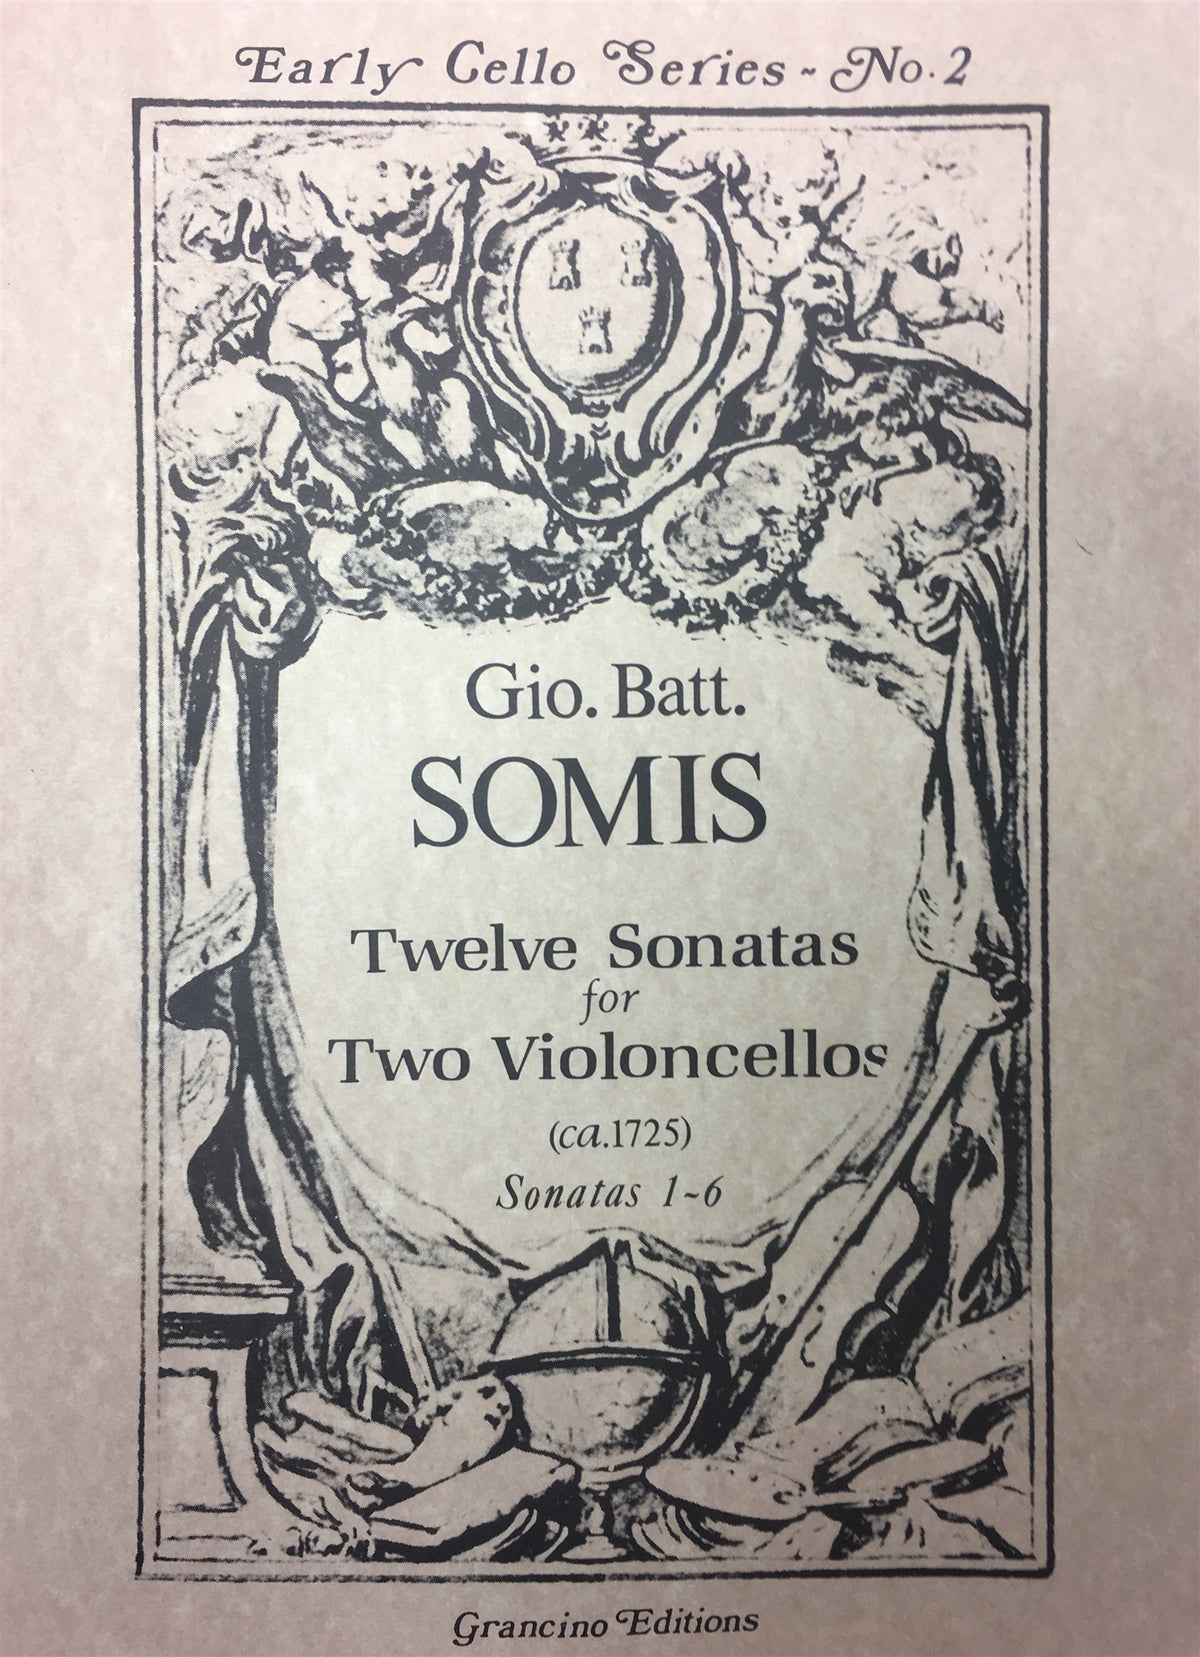 Early Cello Series ~ No. 2
Gio. Batt.
SOMIS
Twelve Sonatas
for
Two Violoncellos
(ca.1725)
Sonatas 1~6
Grancino Editions